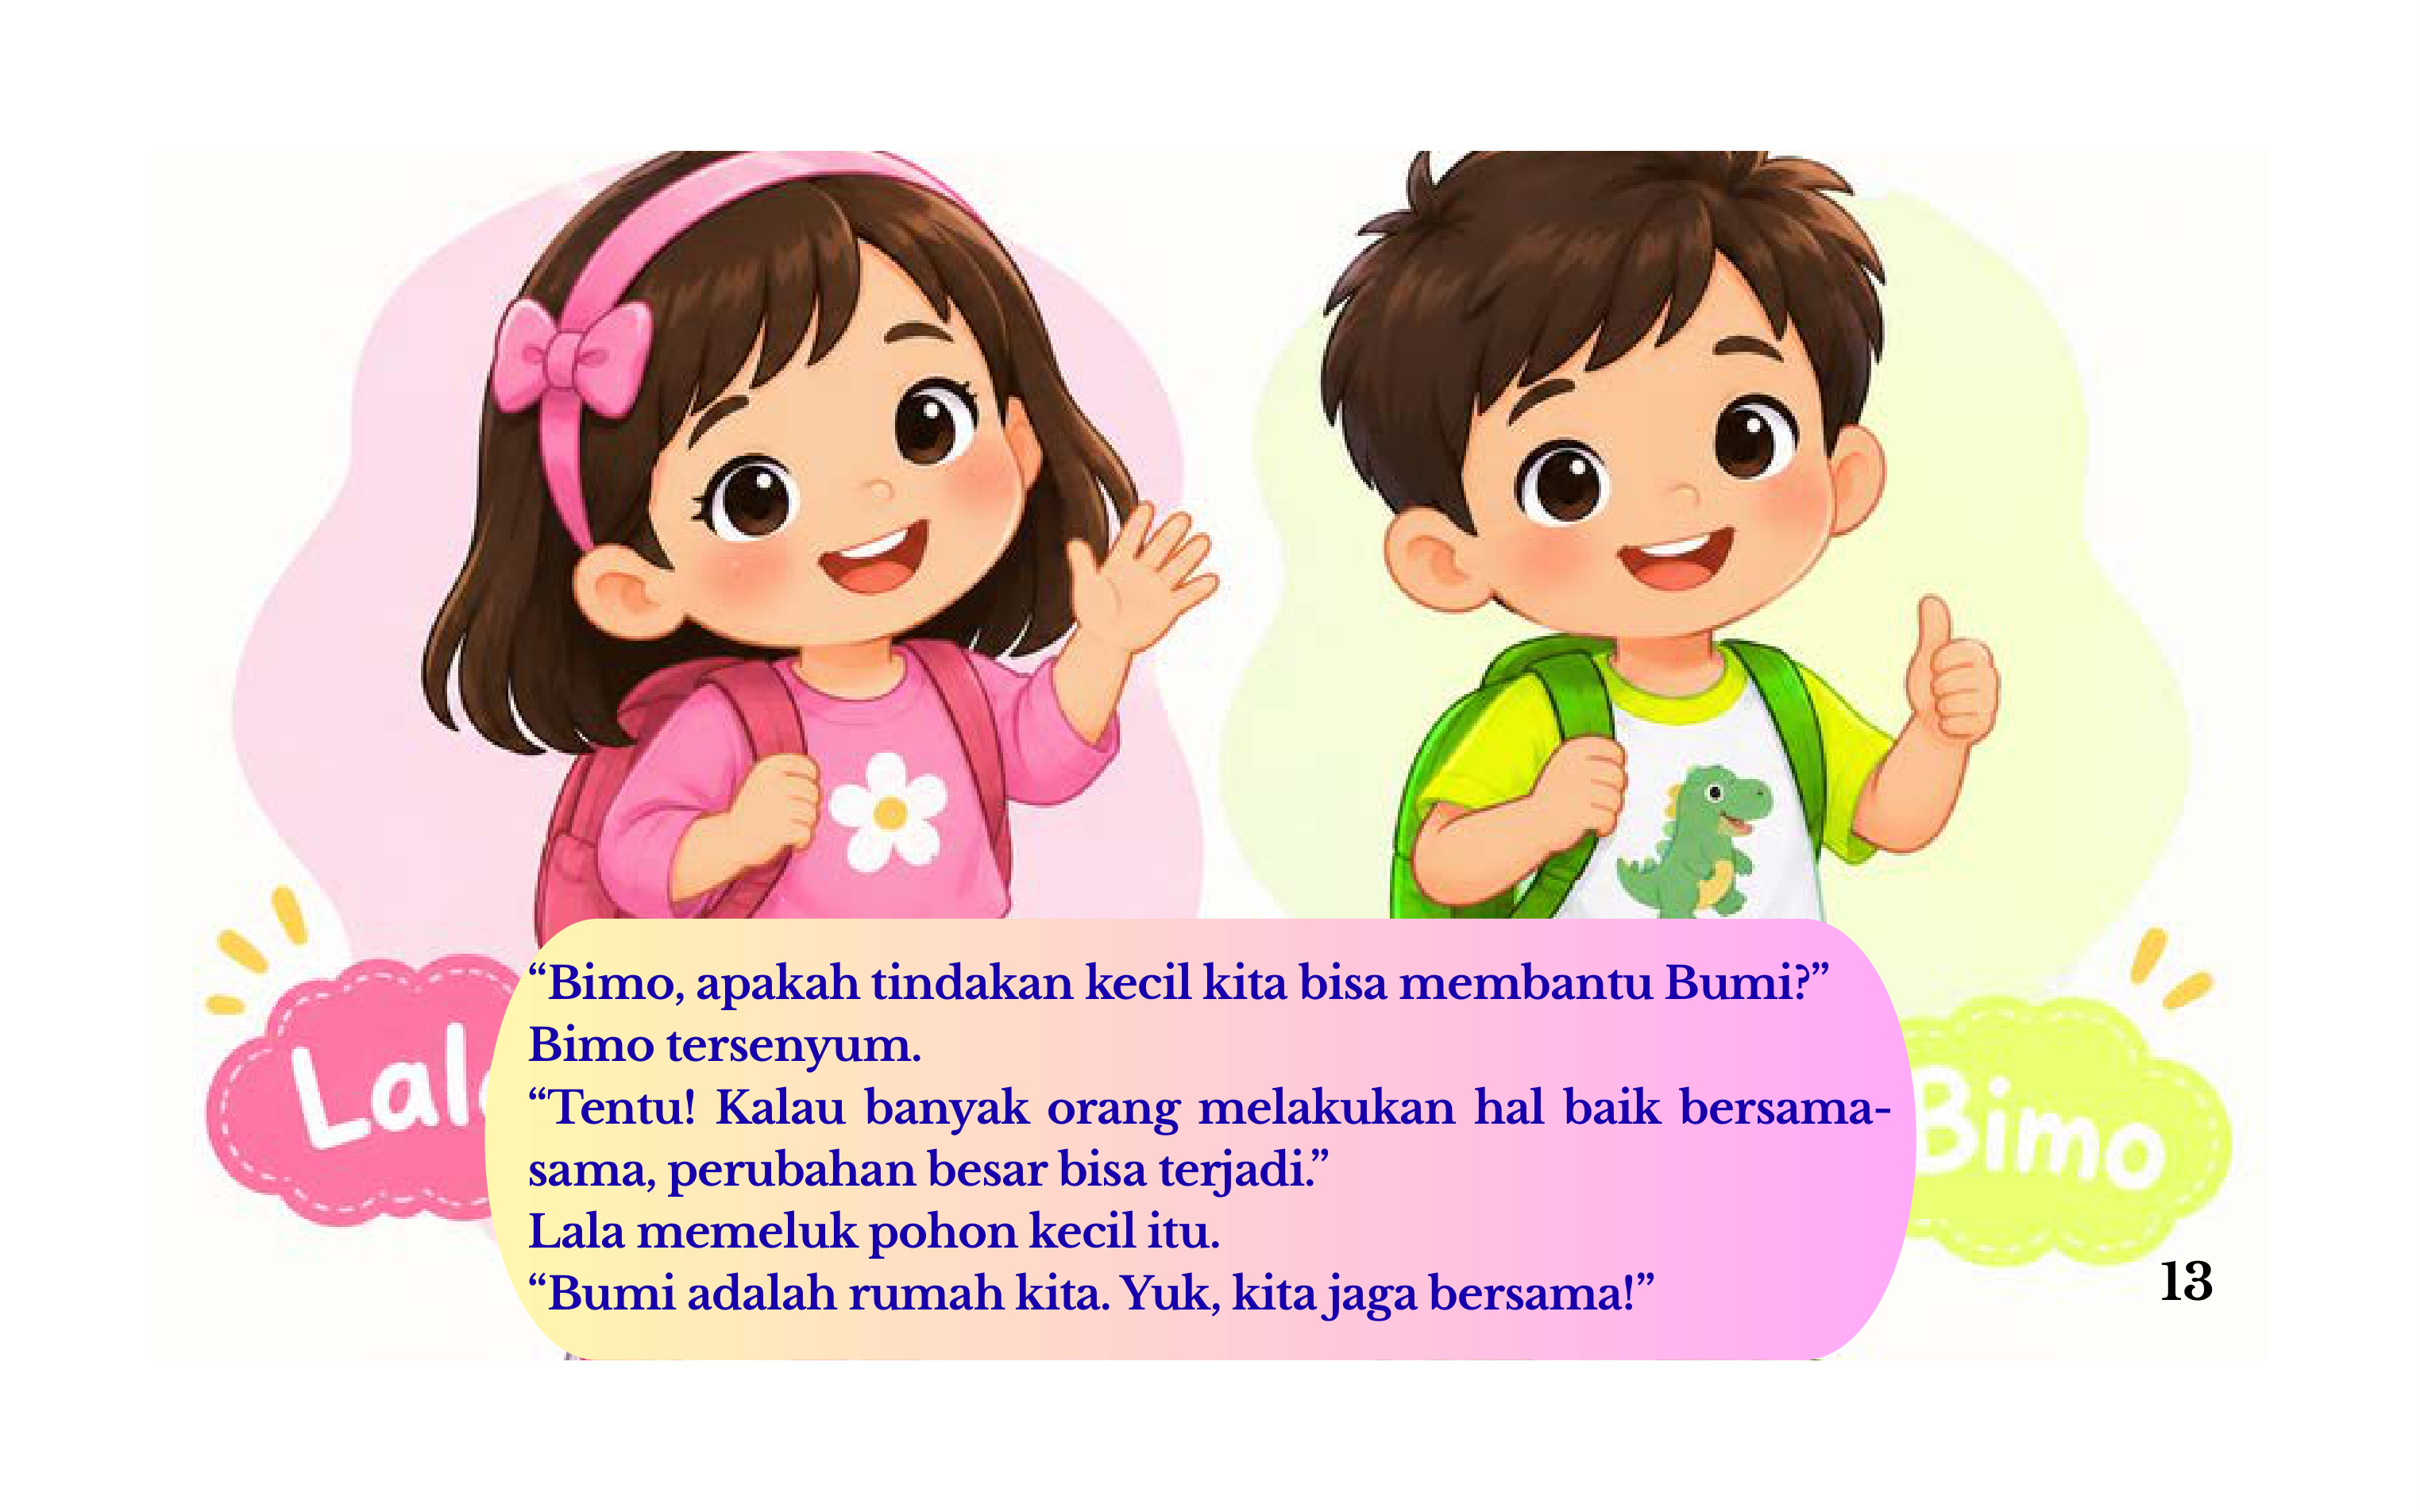 “Bimo, apakah tindakan kecil kita bisa membantu Bumi?”
Bimo tersenyum.
“Tentu! Kalau banyak orang melakukan hal baik bersama-
sama, perubahan besar bisa terjadi.”
Lala memeluk pohon kecil itu.
“Bumi adalah rumah kita. Yuk, kita jaga bersama!”
Lala
Bimo
13